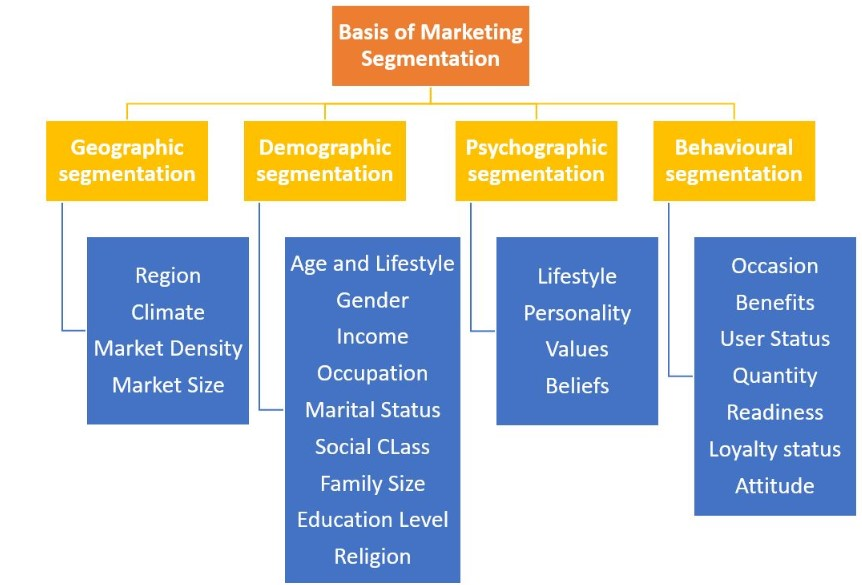 Basis of Marketing
Segmentation
Geographic
segmentation
Demographic
segmentation
Psychographic
segmentation
Behavioural
segmentation
Region
Climate
Market Density
Market Size
Age and Lifestyle
Gender
Income
Occupation
Marital Status
Social CLass
Family Size
Education Level
Religion
Lifestyle
Personality
Values
Beliefs
Occasion
Benefits
User Status
Quantity
Readiness
Loyalty status
Attitude